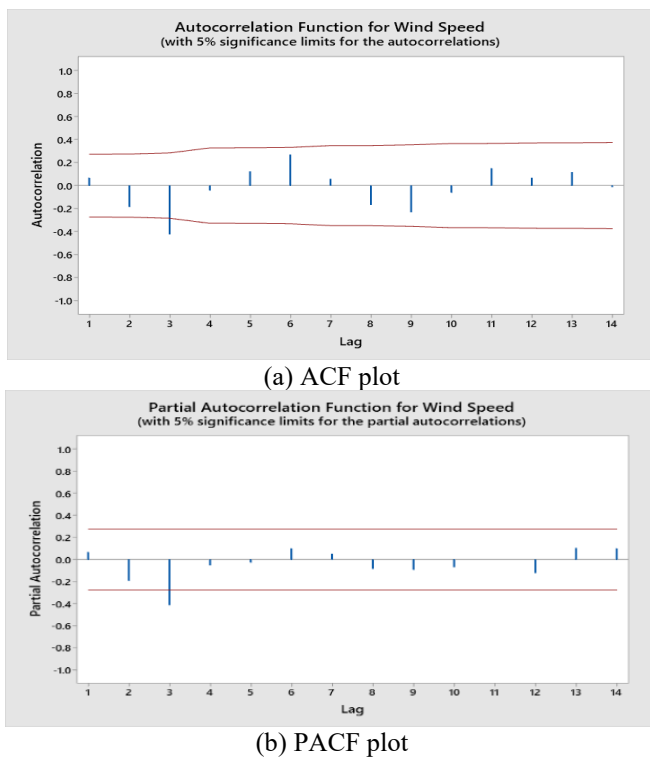 Autocorrelation Function for Wind Speed
(with 5% significance limits for the autocorrelations)
1.0
0.8
0.6
0.4
0.2
0.0
-0.2
-0.4
-0.6
-0.8
-1.0
Autocorrelation
1 2 3 4 5 6 7 8 9 10 11 12 13 14
Lag
(a) ACF plot
Partial Autocorrelation Function for Wind Speed
(with 5% significance limits for the partial autocorrelations)
1.0
0.8
0.6
0.4
0.2
0.0
-0.2
-0.4
-0.6
-0.8
-1.0
Partial Autocorrelation
1 2 3 4 5 6 7 8 9 10 11 12 13 14
Lag
(b) PACF plot